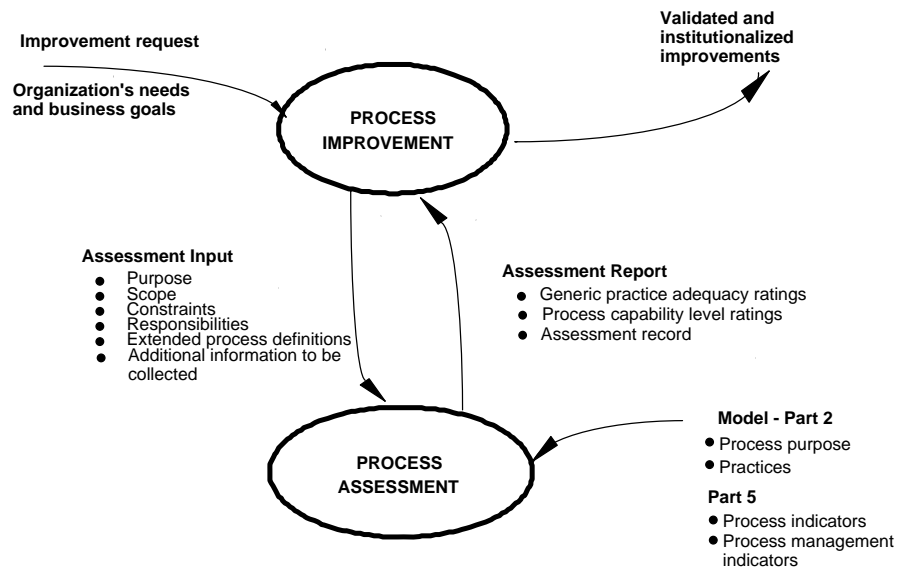 Improvement request
Organization's needs
and business goals
Validated and
institutionalized
improvements
PROCESS
IMPROVEMENT
Assessment Input
● Purpose
● Scope
● Constraints
● Responsibilities
● Extended process definitions
● Additional information to be
collected
Assessment Report
● Generic practice adequacy ratings
● Process capability level ratings
● Assessment record
PROCESS
ASSESSMENT
Model - Part 2
● Process purpose
● Practices
Part 5
● Process indicators
● Process management
indicators